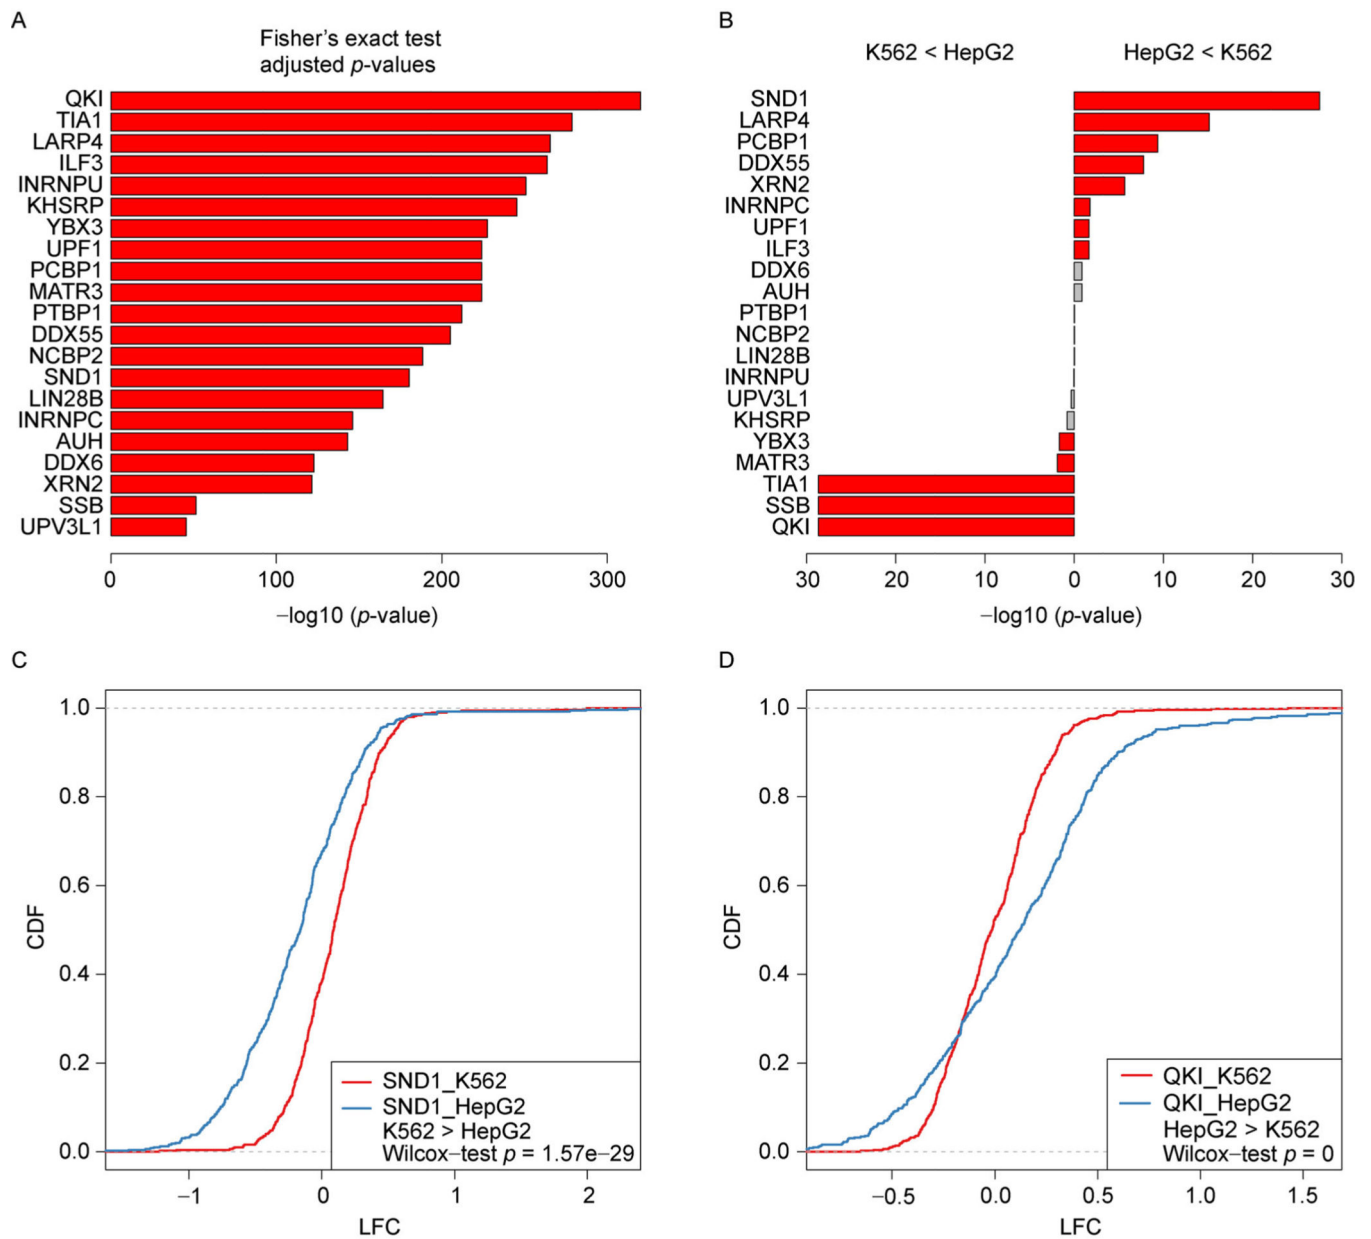 A
Fisher's exact test
adjusted p-values
QKI
TIA1
LARP4
ILF3
INRNPU
KHSRP
YBX3
UPF1
PCBP1
MATR3
PTBP1
DDX55
NCBP2
SND1
LIN28B
INRNPC
AUH
DDX6
XRN2
SSB
UPV3L1
0 100 200 300
−log10 (p-value)
B
K562 < HepG2 HepG2 < K562
SND1
LARP4
PCBP1
DDX55
XRN2
INRNPC
UPF1
ILF3
DDX6
AUH
PTBP1
NCBP2
LIN28B
INRNPU
UPV3L1
KHSRP
YBX3
MATR3
TIA1
SSB
QKI
30 20 10 0 10 20 30
−log10 (p-value)
C
CDF
1.0
0.8
0.6
0.4
0.2
0.0
SND1_K562
SND1_HepG2
K562 > HepG2
Wilcox−test p = 1.57e−29
−1 0 1 2
LFC
D
CDF
1.0
0.8
0.6
0.4
0.2
0.0
QKI_K562
QKI_HepG2
HepG2 > K562
Wilcox−test p = 0
−0.5 0.0 0.5 1.0 1.5
LFC